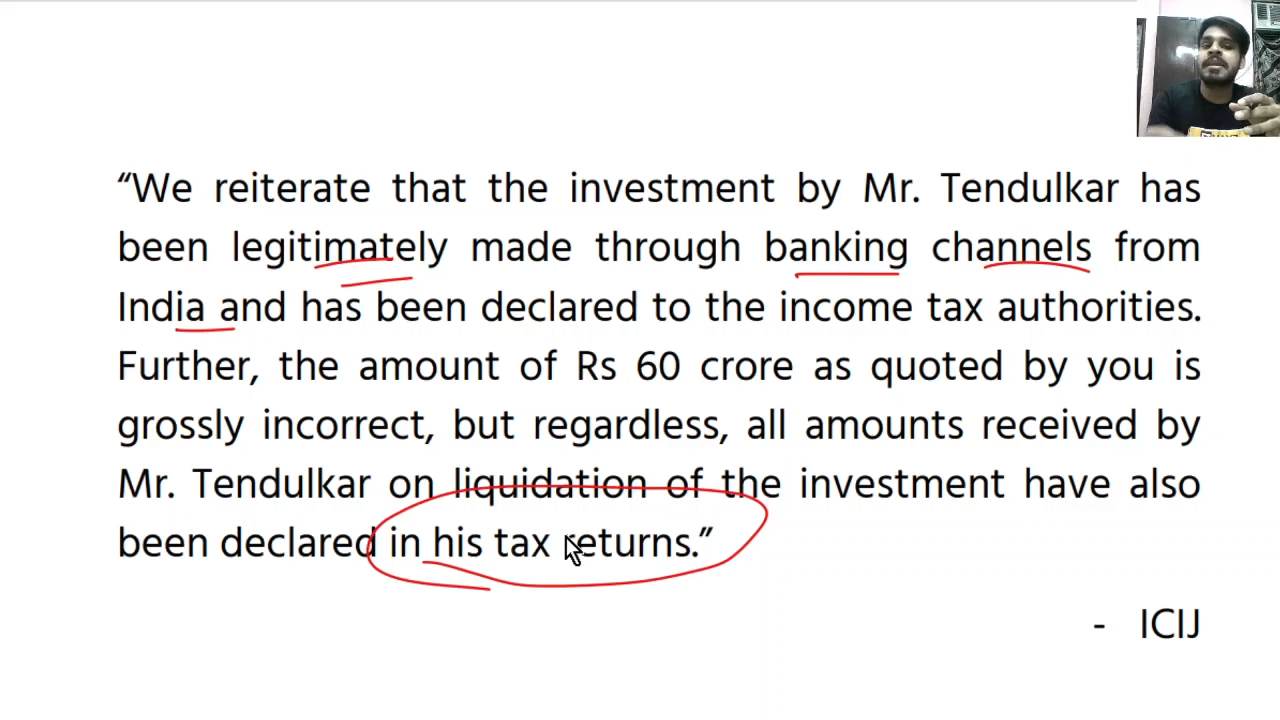 “We reiterate that the investment by Mr. Tendulkar has
been legitimately made through banking channels from
India and has been declared to the income tax authorities.
Further, the amount of Rs 60 crore as quoted by you is
grossly incorrect, but regardless, all amounts received by
Mr. Tendulkar on liquidation of the investment have also
been declared in his tax returns.”
- ICIJ